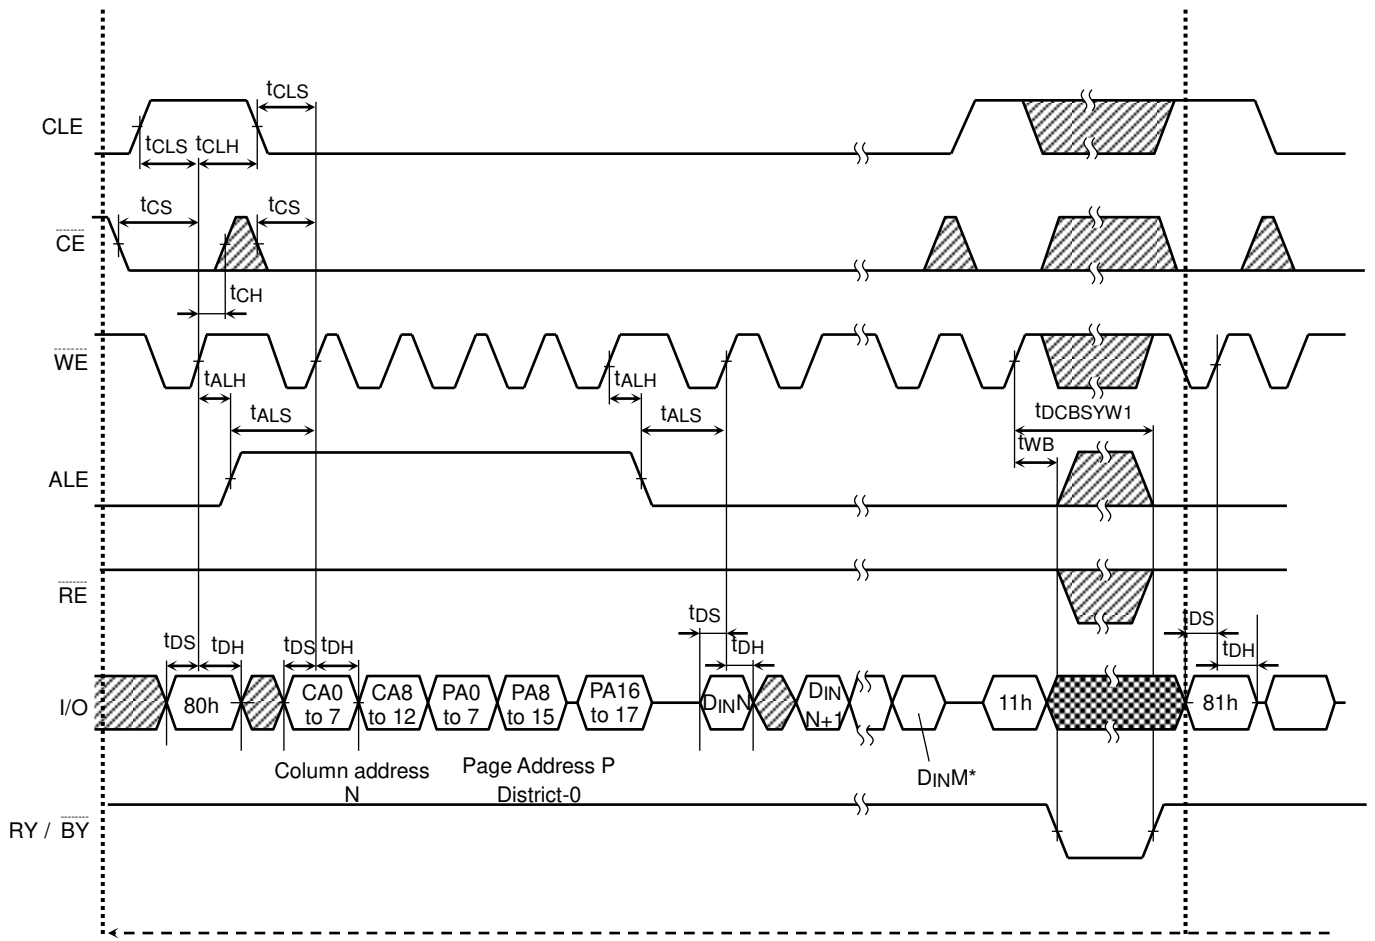 tCLS
CLE
tCLS tCLH
tCS tCS
CE
tCH
WE
tALH tALH
tALS tALS
tDCBSYW1
tWB
ALE
RE
tDS tDH tDS tDH tDS tDH DS tDH
I/O 80h CA0 to 7 CA8 to 12 PA0 to 7 PA8 to 15 PA16 to 17 DINN DIN N+1 11h 81h
DINM*
Column address
N
Page Address P
District-0
RY / BY